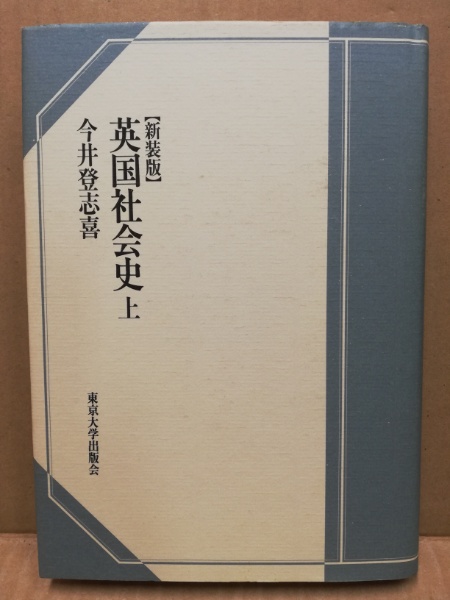 【新装版】
英国社会史 上
今井登志喜
東京大学出版会